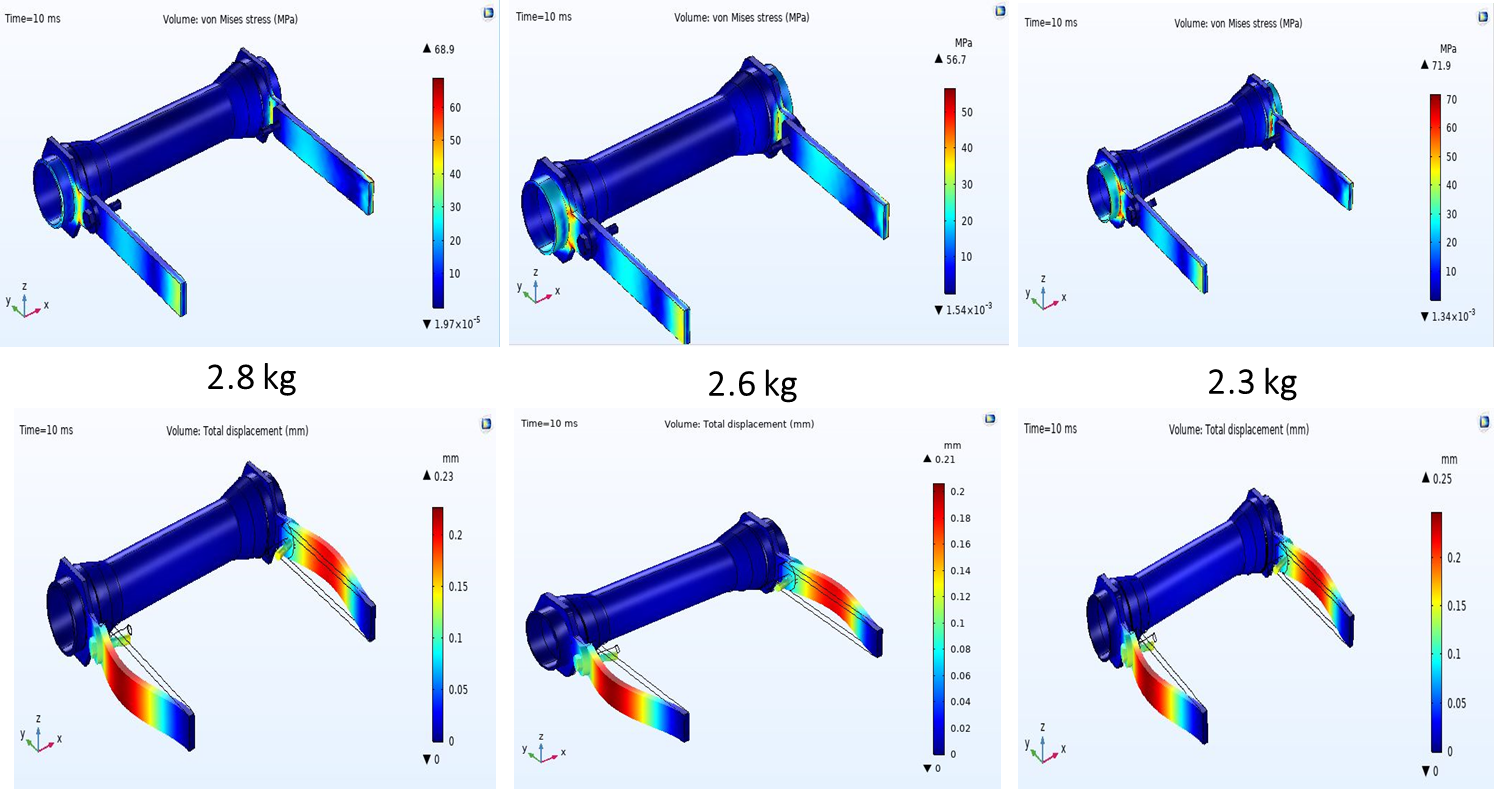 Time=10 ms
Volume: von Mises stress (MPa)
68.9
60
50
40
30
20
10
1.97×10⁻⁵
y z x
Time=10 ms
Volume: von Mises stress (MPa)
MPa
56.7
50
40
30
20
10
1.54×10⁻³
y z x
Time=10 ms
Volume: von Mises stress (MPa)
MPa
71.9
70
60
50
40
30
20
10
1.34×10⁻³
y z x
2.8 kg
2.6 kg
2.3 kg
Time=10 ms
Volume: Total displacement (mm)
mm
0.23
0.2
0.15
0.1
0.05
0
0
y z x
Time=10 ms
Volume: Total displacement (mm)
mm
0.21
0.2
0.18
0.16
0.14
0.12
0.1
0.08
0.06
0.04
0.02
0
0
y z x
Time=10 ms
Volume: Total displacement (mm)
mm
0.25
0.2
0.15
0.1
0.05
0
0
y z x